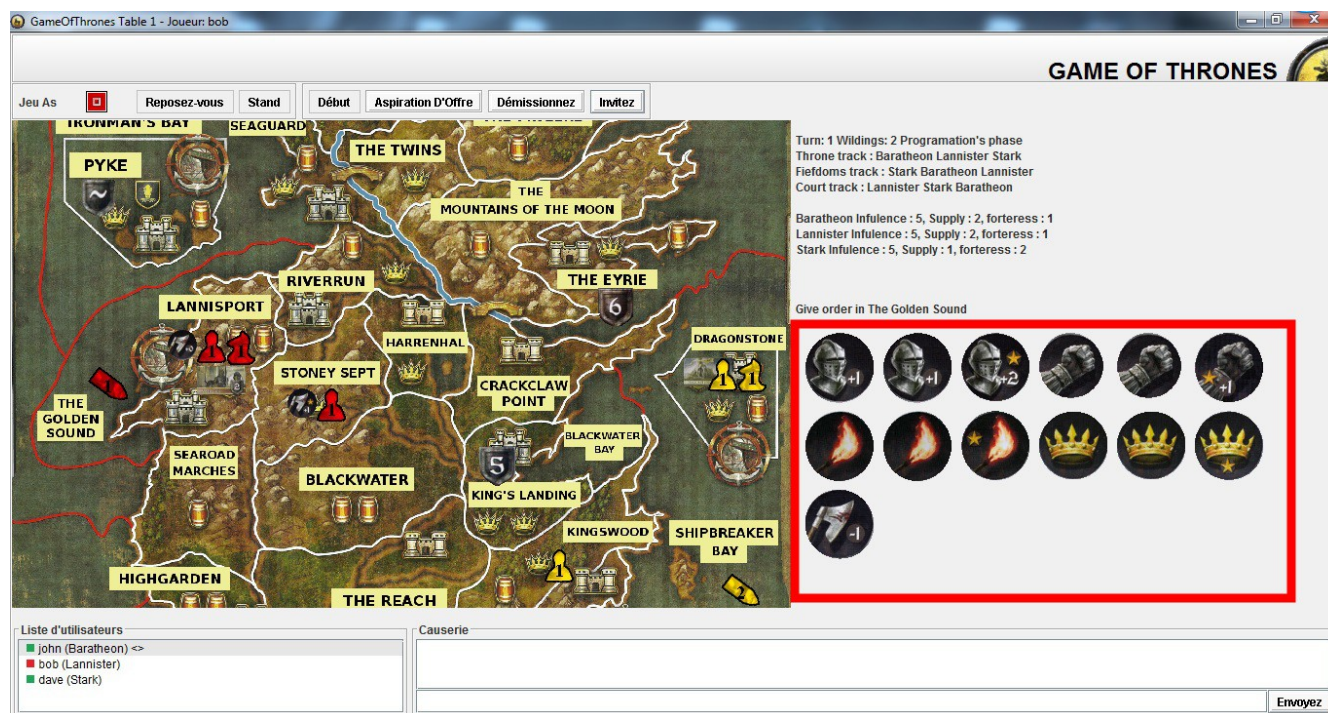 GameOfThrones Table 1 - Joueur: bob
GAME OF THRONES
Jeu As Reposez-vous Stand Début Aspiration D'Offre Démissionnez Invitez
IRONMAN'S BAY
SEAGUARD
THE TWINS
PYKE
THE
MOUNTAINS OF THE MOON
RIVERRUN
THE EYRIE
6
LANNISPORT
HARRENHAL
DRAGONSTONE
STONEY SEPT
1
1
CRACKCLAW
POINT
THE
GOLDEN
SOUND
BLACKWATER
BAY
SEAROAD
MARCHES
5
BLACKWATER
KING'S LANDING
KINGSWOOD
SHIPBREAKER
BAY
1
2
HIGHGARDEN
THE REACH
Turn: 1 Wildings: 2 Programation's phase
Throne track : Baratheon Lannister Stark
Fiefdoms track : Stark Baratheon Lannister
Court track : Lannister Stark Baratheon
Baratheon Infulence : 5, Supply : 2, forteress : 1
Lannister Infulence : 5, Supply : 2, forteress : 1
Stark Infulence : 5, Supply : 1, forteress : 2
Give order in The Golden Sound
+1 +1 +2 +1
-1
Liste d'utilisateurs
john (Baratheon) <>
bob (Lannister)
dave (Stark)
Causerie
Envoyez